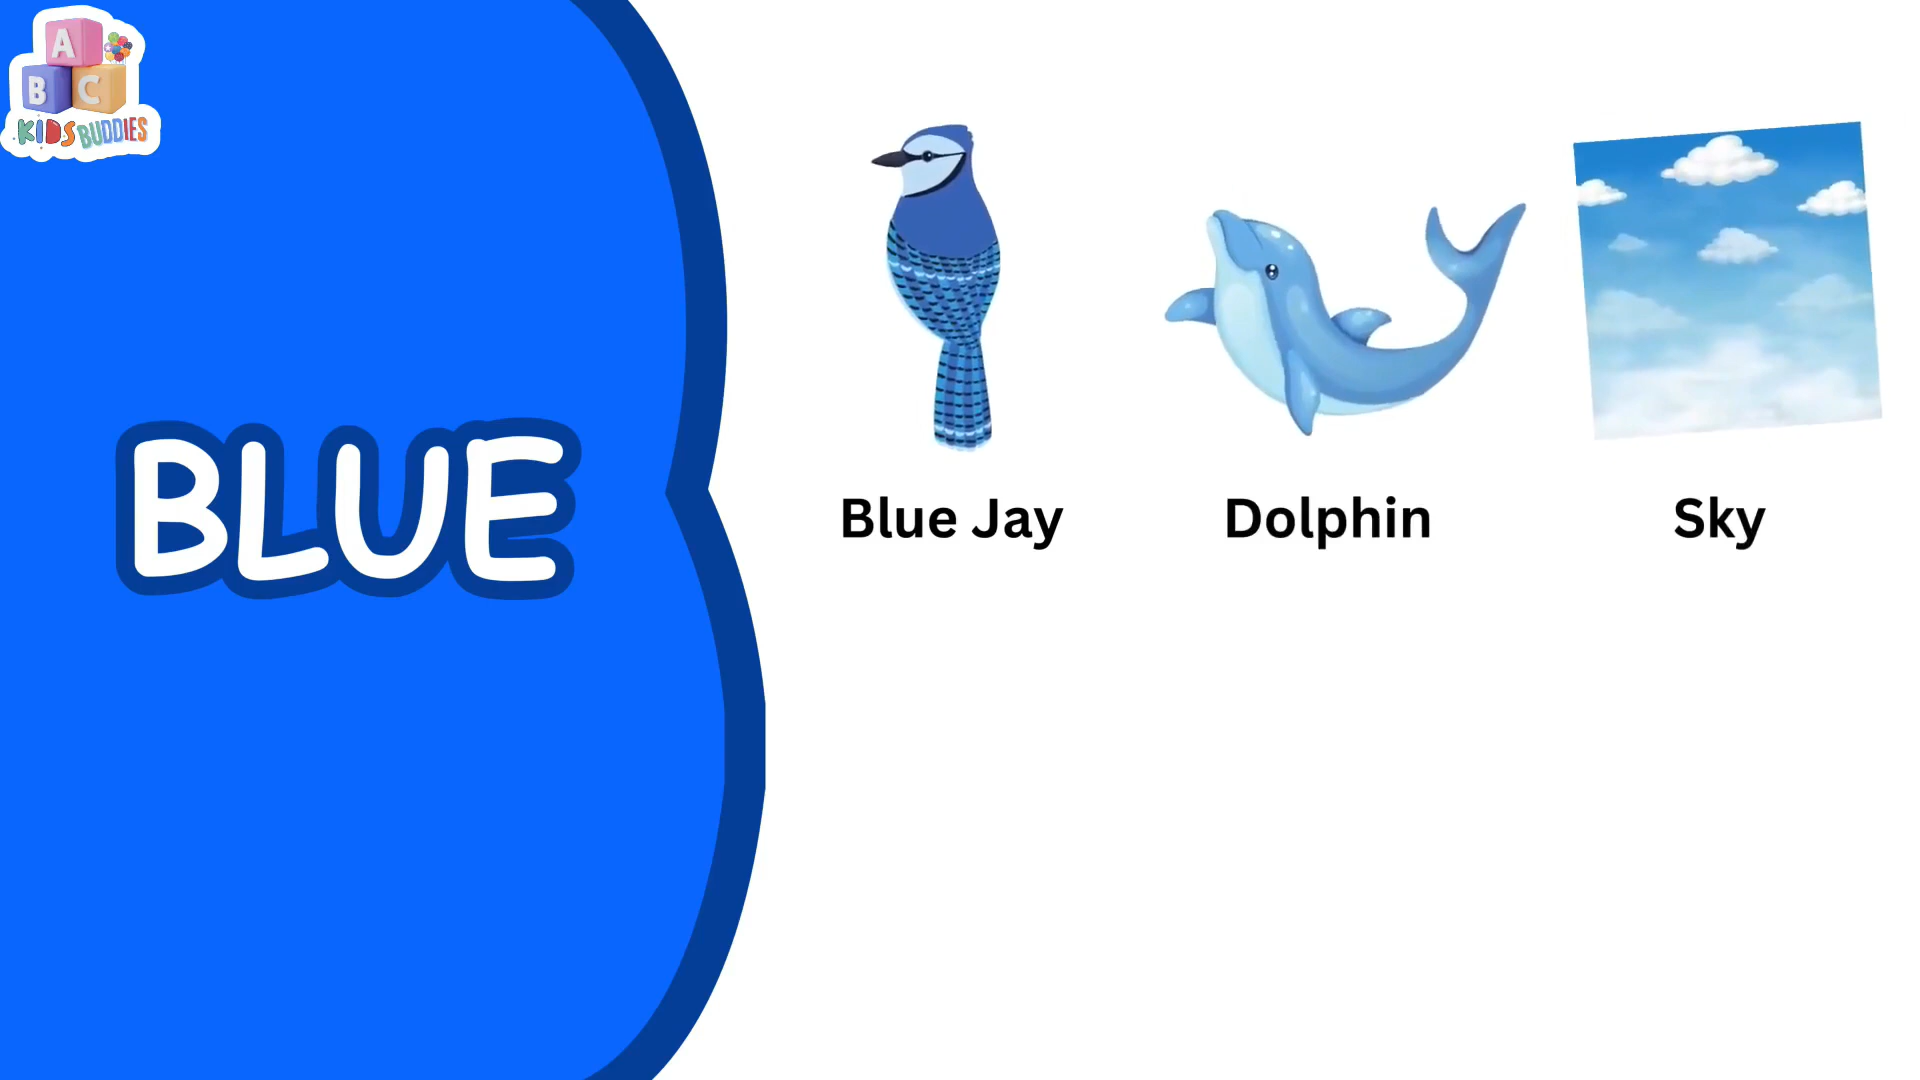 A
B C
KIDS BUDDIES
BLUE
Blue Jay
Dolphin
Sky